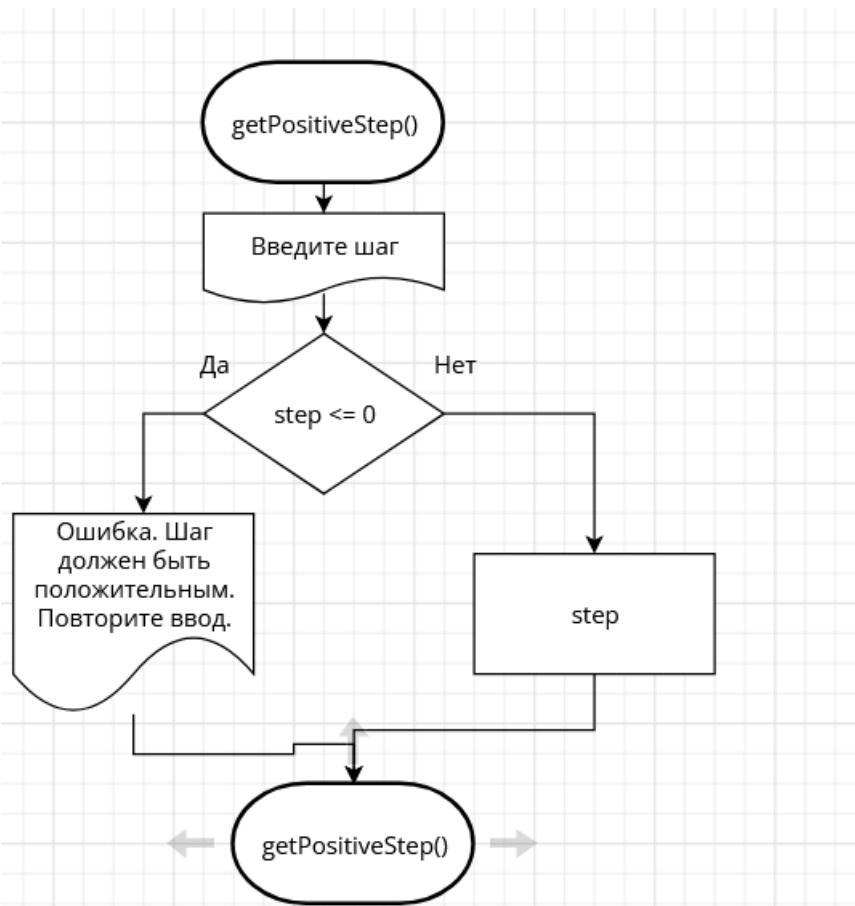 getPositiveStep()
Введите шаг
Да
Нет
step <= 0
Ошибка. Шаг
должен быть
положительным.
Повторите ввод.
step
getPositiveStep()